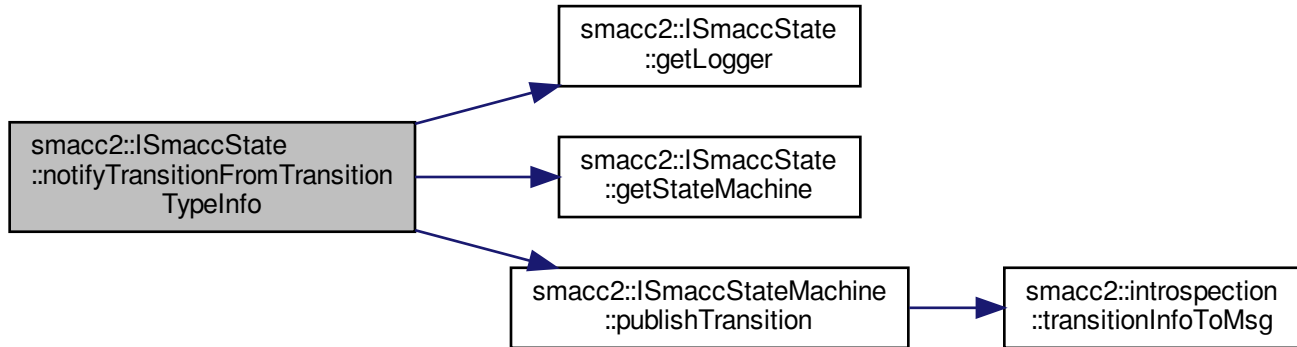 smacc2::ISmaccState
::getLogger
smacc2::ISmaccState
::notifyTransitionFromTransition
TypeInfo
smacc2::ISmaccState
::getStateMachine
smacc2::ISmaccStateMachine
::publishTransition
smacc2::introspection
::transitionInfoToMsg